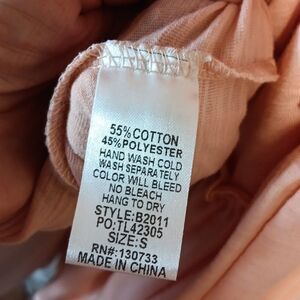 55% COTTON
45% POLYESTER
HAND WASH COLD
WASH SEPARATELY
COLOR WILL BLEED
NO BLEACH
HANG TO DRY
STYLE:B2011
PO:TL42305
SIZE:S
RN#:130733
MADE IN CHINA